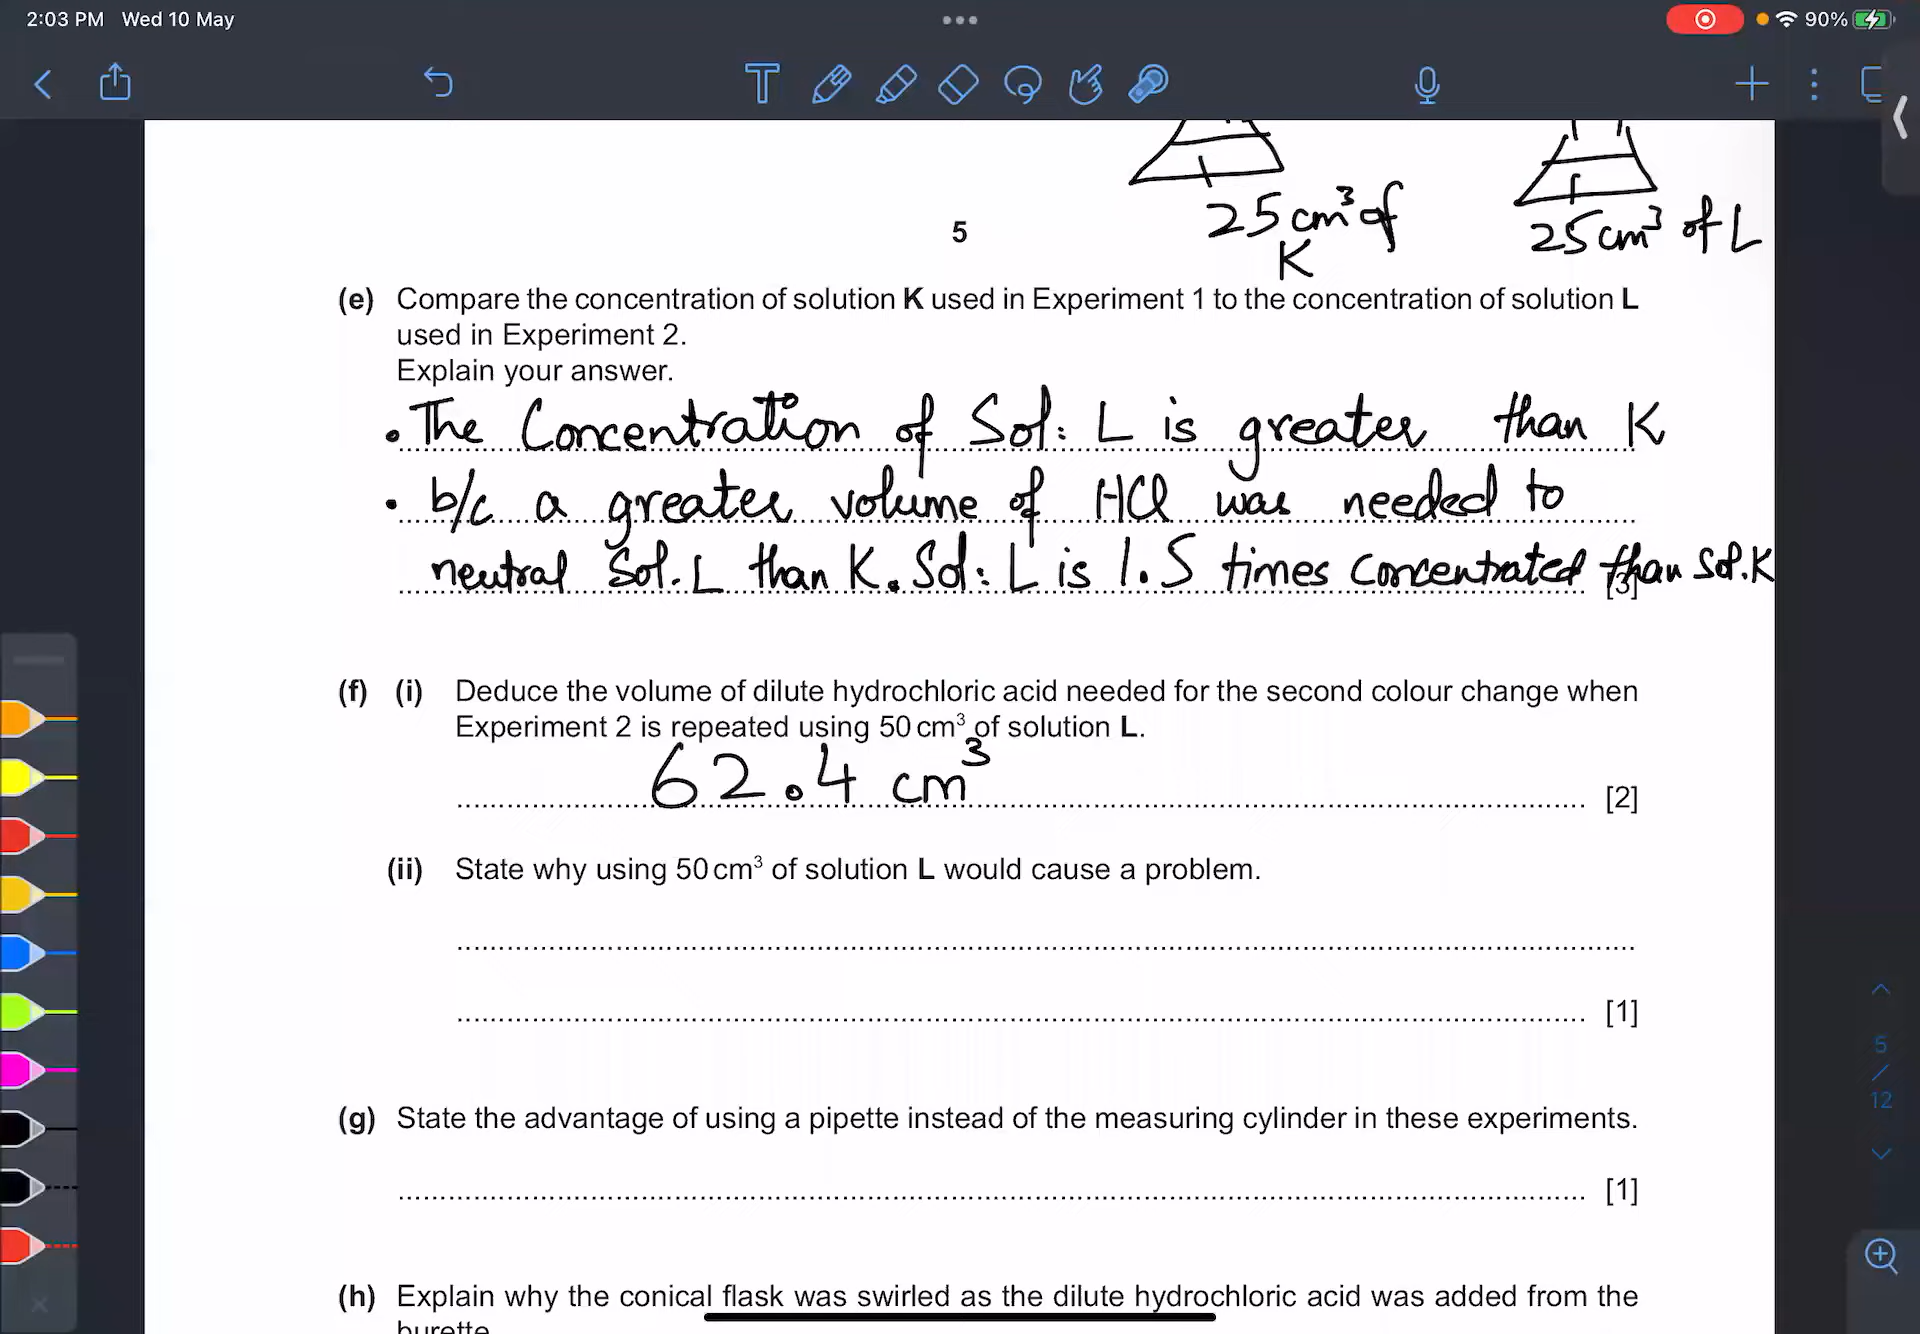 2:03 PM Wed 10 May
90%
25 cm³ of
K
25 cm³ of L
5
(e) Compare the concentration of solution K used in Experiment 1 to the concentration of solution L
used in Experiment 2.
Explain your answer.
• The Concentration of Sol: L is greater than K
• b/c a greater volume of HCl was needed to
neutral Sol. L than K. Sol: L is 1.5 times concentrated than Sol. K
[3]
(f) (i) Deduce the volume of dilute hydrochloric acid needed for the second colour change when
Experiment 2 is repeated using 50 cm³ of solution L.
62.4 cm³
[2]
(ii) State why using 50 cm³ of solution L would cause a problem.
[1]
(g) State the advantage of using a pipette instead of the measuring cylinder in these experiments.
[1]
(h) Explain why the conical flask was swirled as the dilute hydrochloric acid was added from the
burette
5
/
12